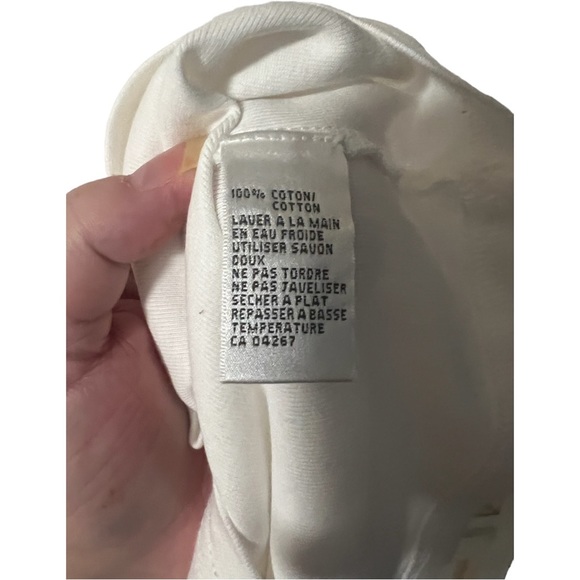 100% COTON/
COTTON
LAVER A LA MAIN
EN EAU FROIDE
UTILISER SAVON
DOUX
NE PAS TORDRE
NE PAS JAVELISER
SECHER A PLAT
REPASSER A BASSE
TEMPERATURE
CA 04267